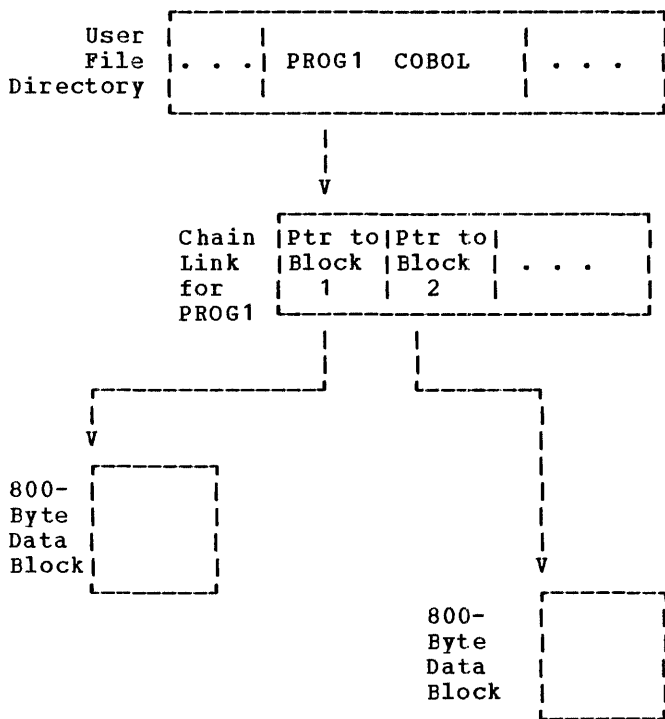 User
File
Directory
. . . PROG1 COBOL . . .
Chain
Link
for
PROG1
Ptr to
Block
1
Ptr to
Block
2
. . .
800-
Byte
Data
Block
800-
Byte
Data
Block